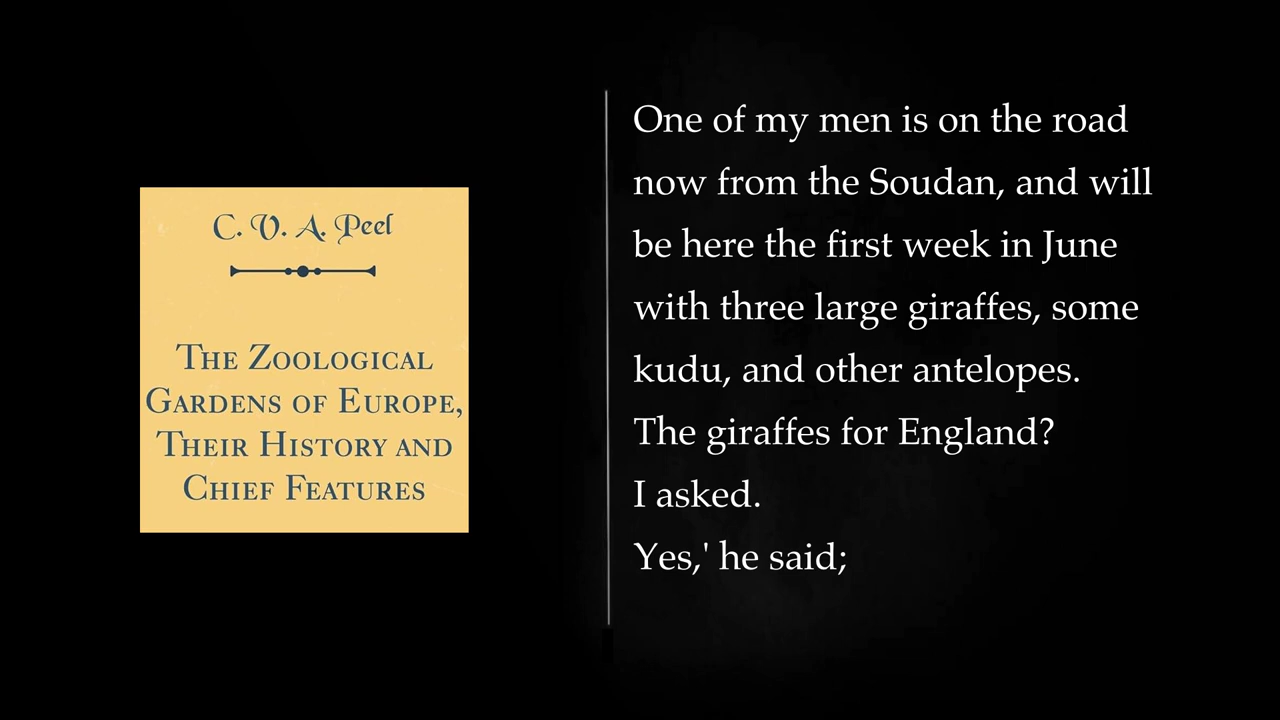 C. V. A. Peel
The Zoological
Gardens of Europe,
Their History and
Chief Features
One of my men is on the road
now from the Soudan, and will
be here the first week in June
with three large giraffes, some
kudu, and other antelopes.
The giraffes for England?
I asked.
Yes,' he said;